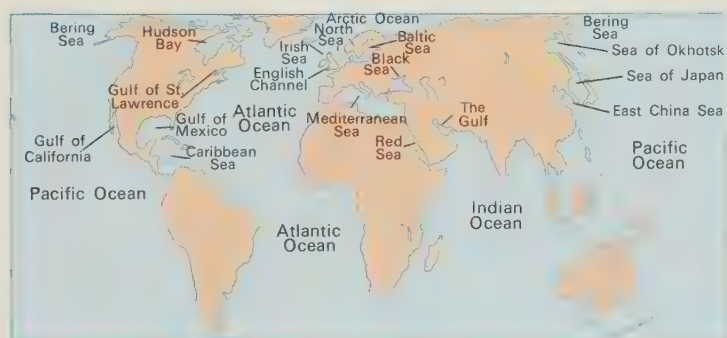 Arctic Ocean
Bering
Sea
Hudson
Bay
North
Sea
Irish
Sea
Baltic
Sea
Bering
Sea
Sea of Okhotsk
English
Channel
Black
Sea
Sea of Japan
Gulf of St.
Lawrence
Atlantic
Ocean
Gulf of
Mexico
Mediterranean
Sea
The
Gulf
East China Sea
Gulf of
California
Caribbean
Sea
Red
Sea
Pacific
Ocean
Pacific Ocean
Atlantic
Ocean
Indian
Ocean